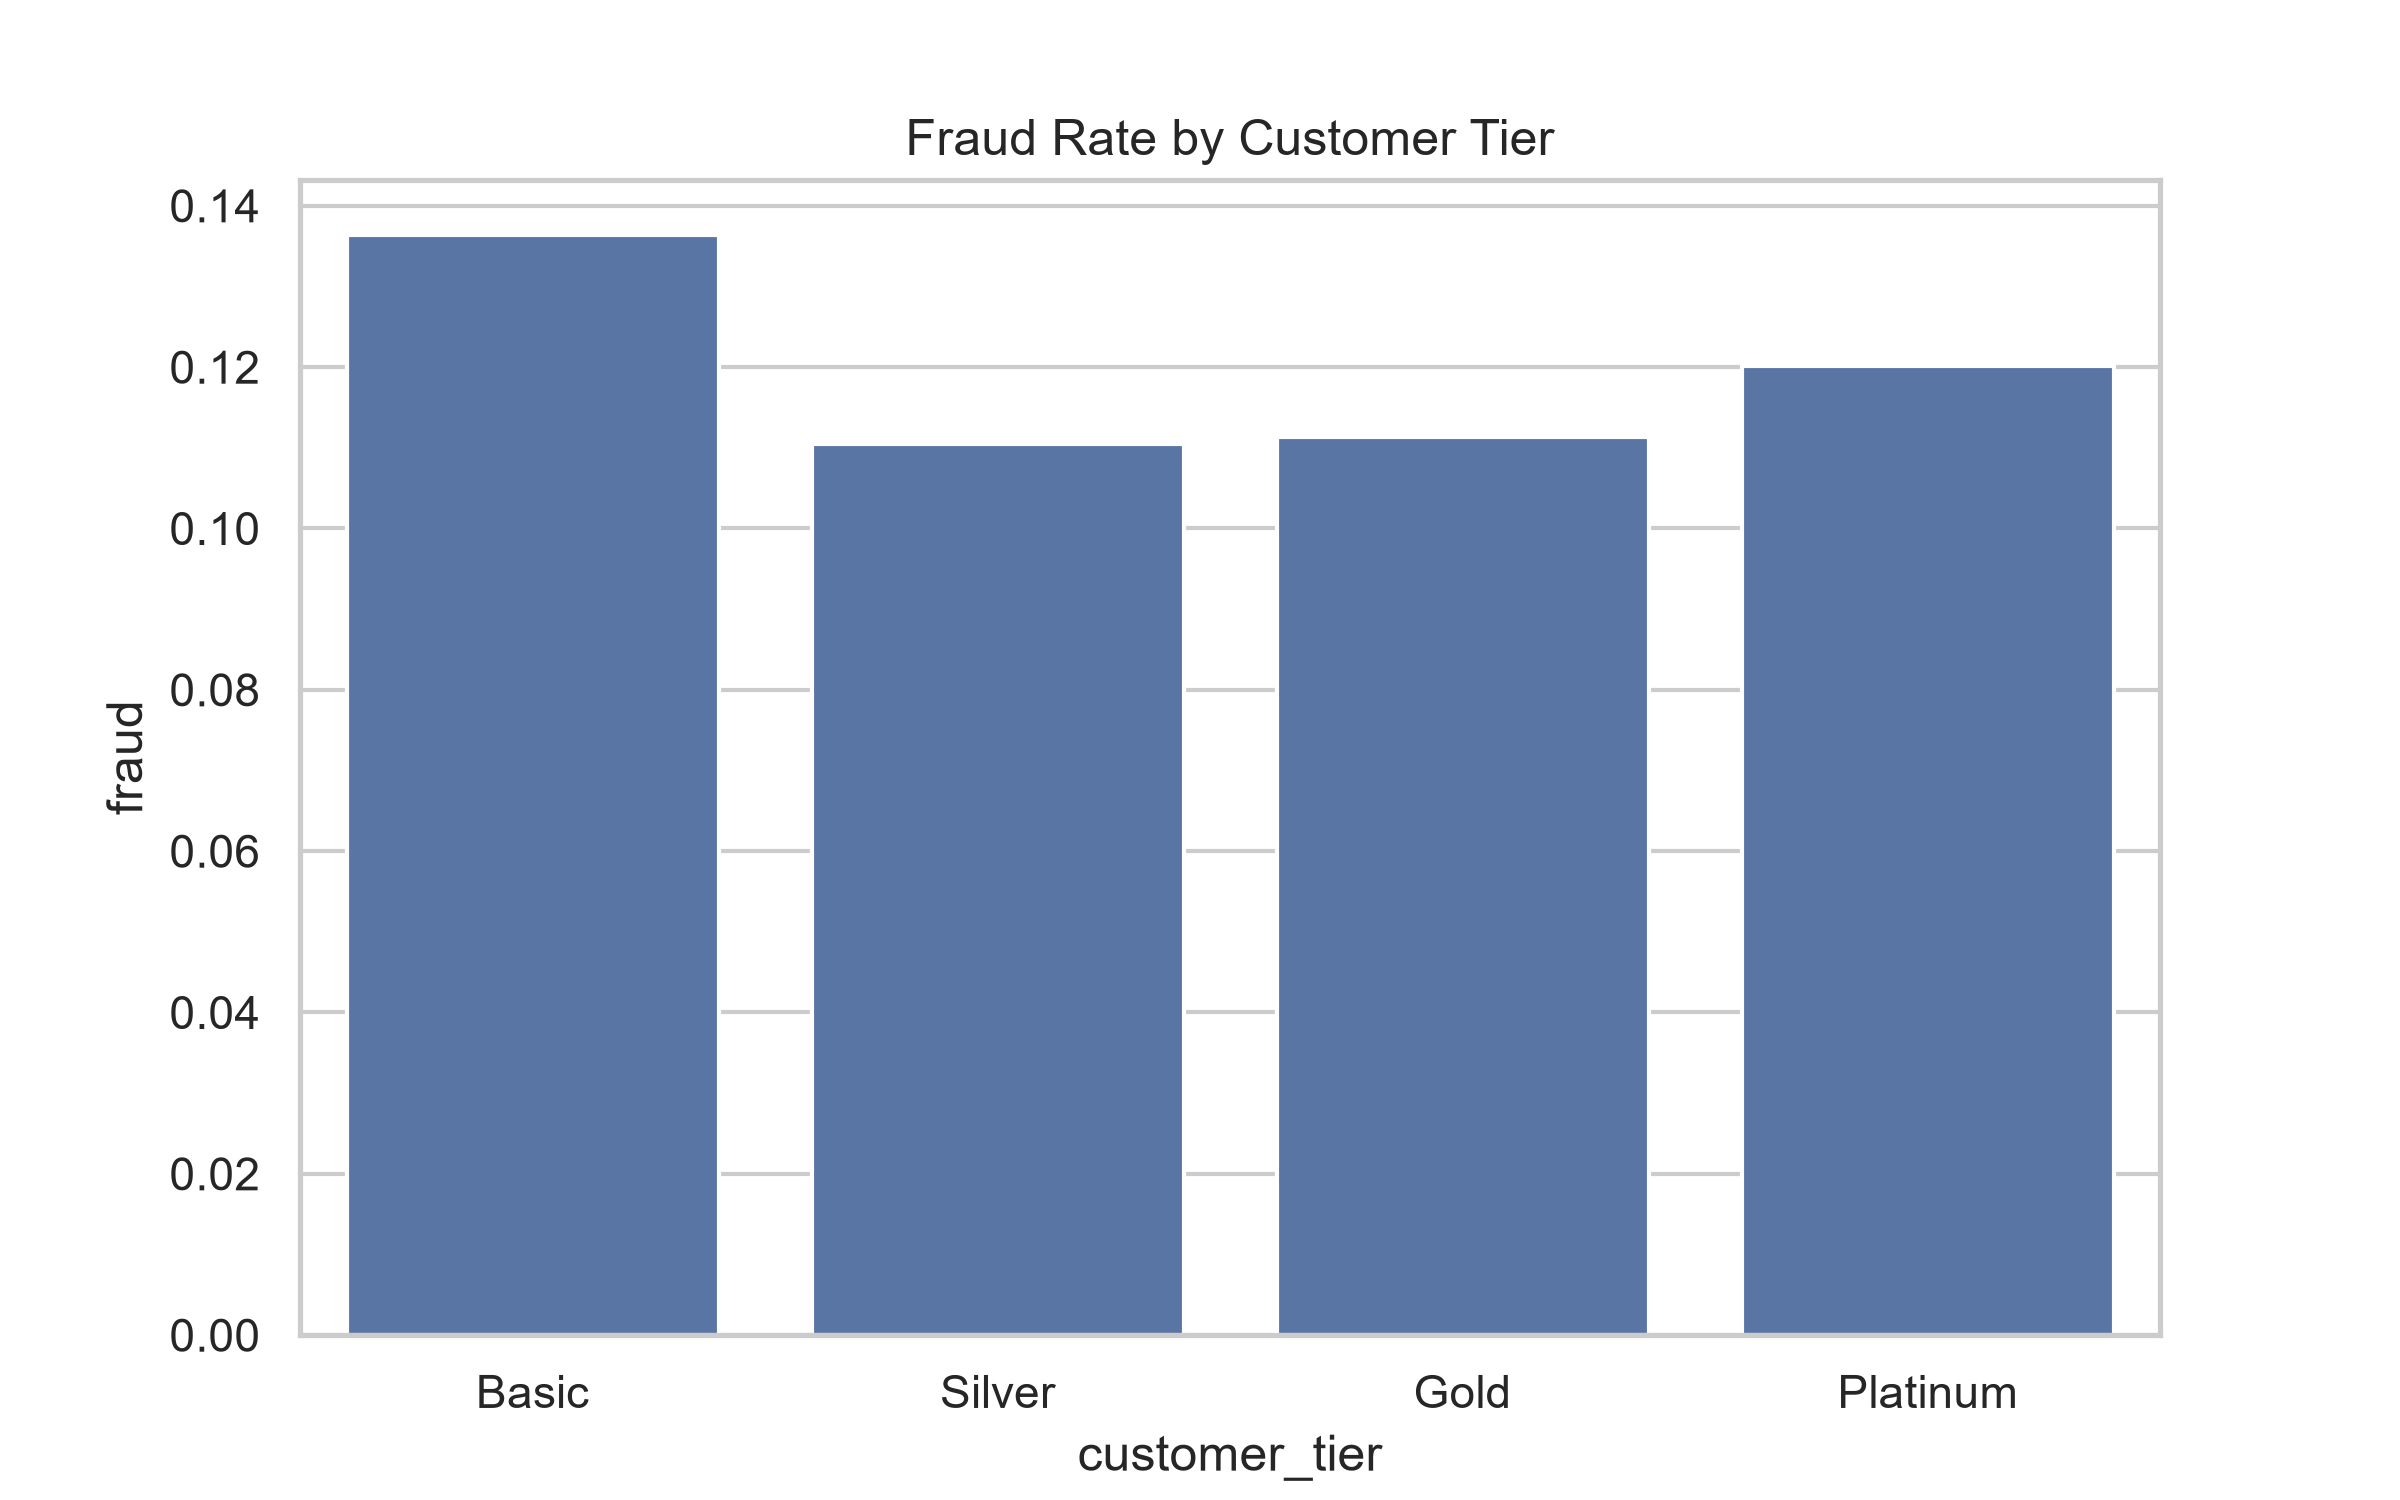 Fraud Rate by Customer Tier
0.14
0.12
0.10
0.08
0.06
0.04
0.02
0.00
fraud
Basic Silver Gold Platinum
customer_tier